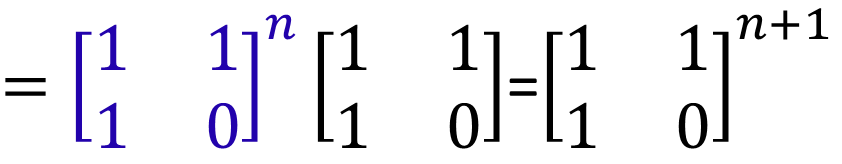 = [1 1
1 0]^n [1 1
1 0] = [1 1
1 0]^{n+1}